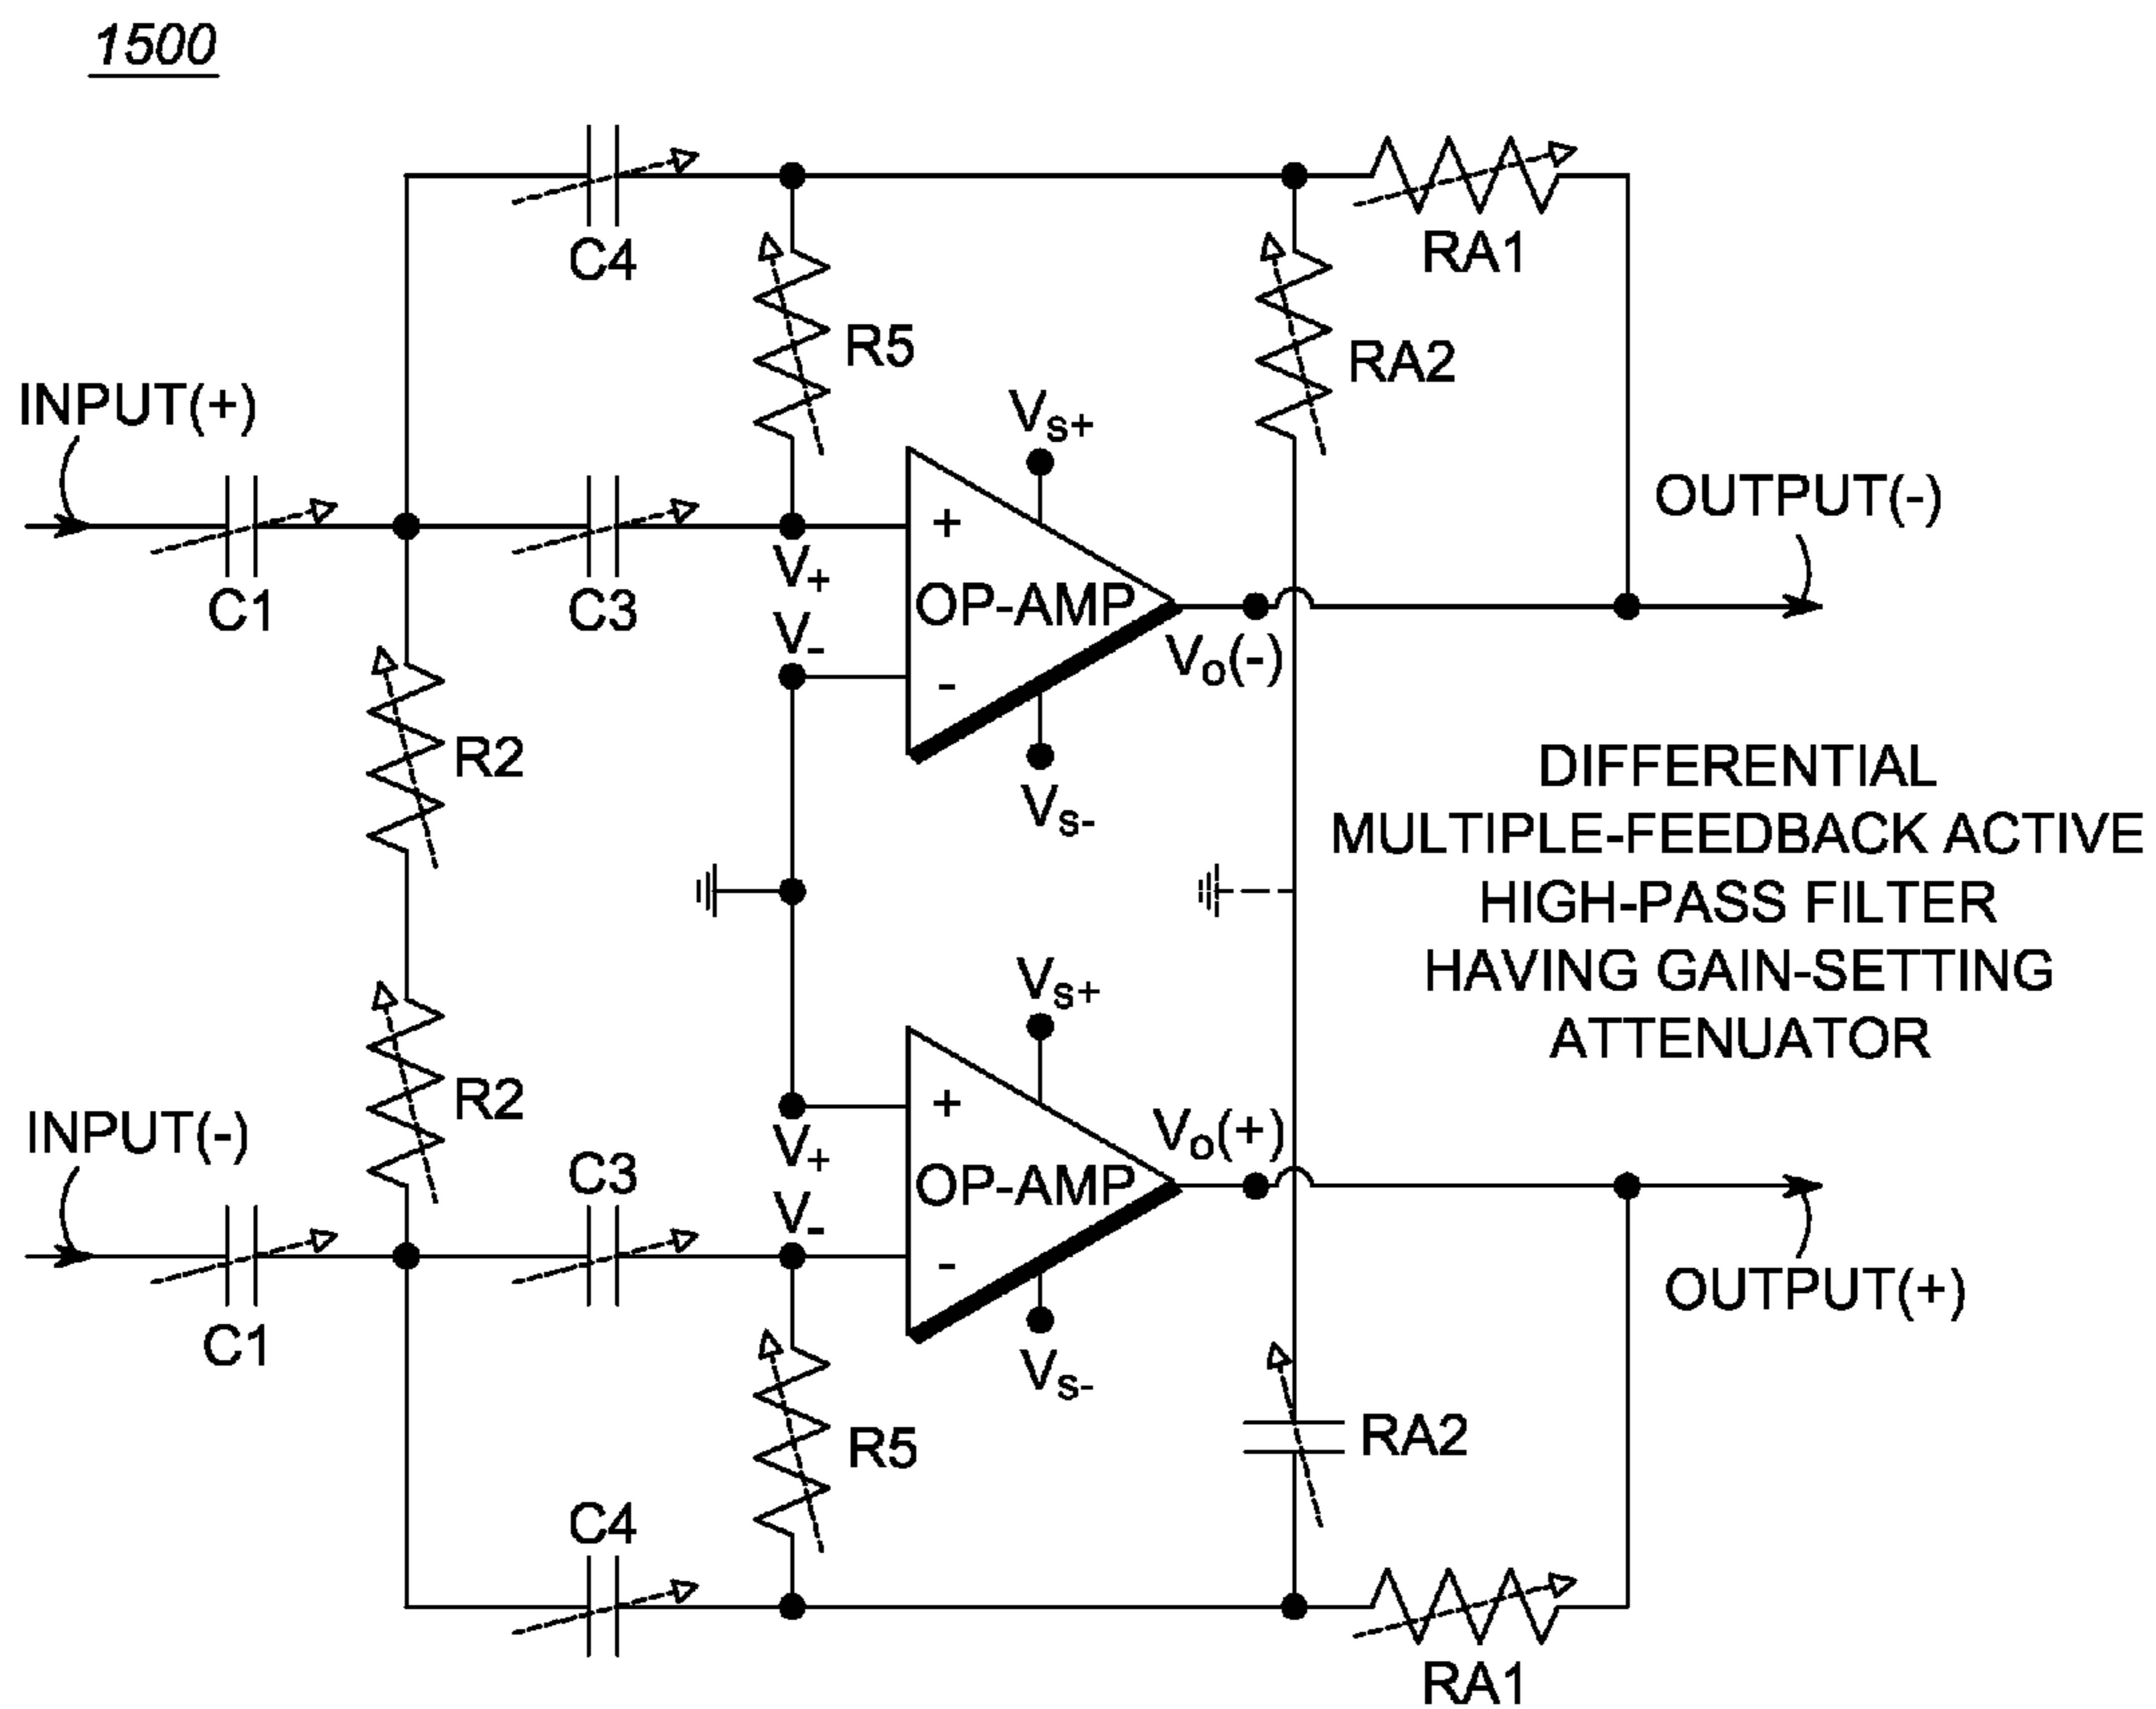 1500
C4
RA1
R5
RA2
INPUT(+)
Vs+
OUTPUT(-)
C1
C3
V+
+
OP-AMP
V-
-
Vo(-)
R2
Vs-
DIFFERENTIAL
MULTIPLE-FEEDBACK ACTIVE
HIGH-PASS FILTER
HAVING GAIN-SETTING
ATTENUATOR
Vs+
R2
INPUT(-)
+
Vo(+)
V+
C3
OP-AMP
V-
-
OUTPUT(+)
C1
Vs-
R5
RA2
C4
RA1